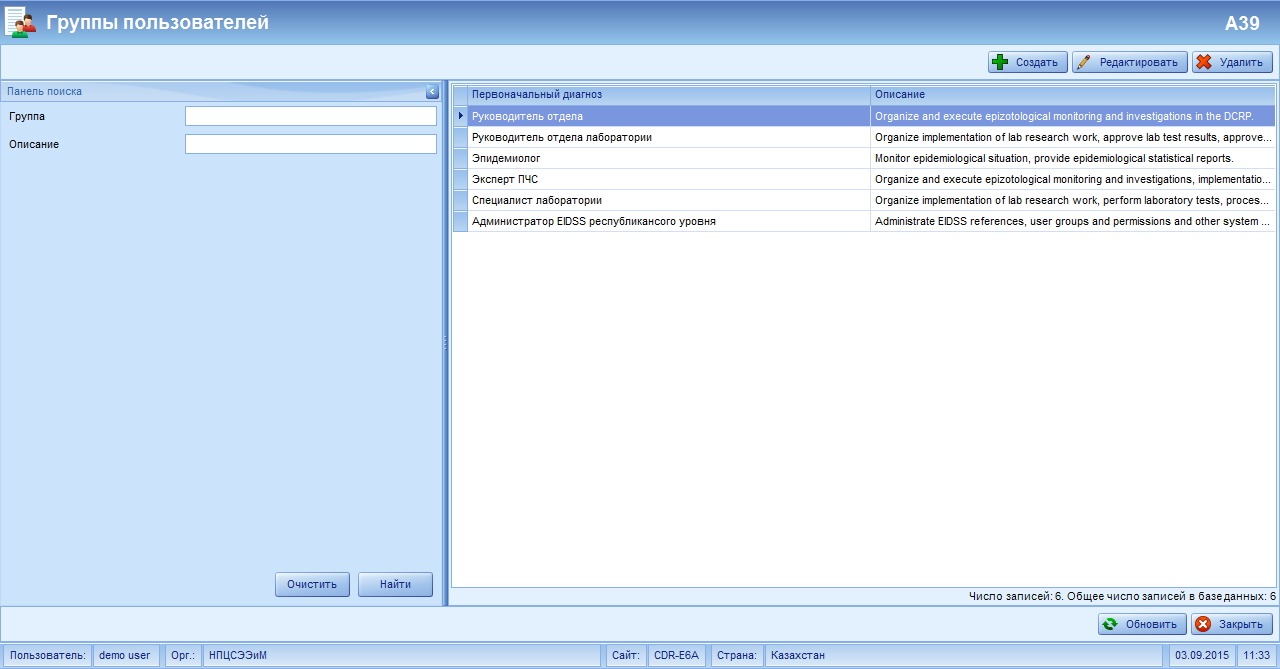 Группы пользователей A39
Создать Редактировать Удалить
Панель поиска
Группа
Описание
Очистить Найти
Первоначальный диагноз Описание
Руководитель отдела Organize and execute epizotological monitoring and investigations in the DCRP.
Руководитель отдела лаборатории Organize implementation of lab research work, approve lab test results, approve...
Эпидемиолог Monitor epidemiological situation, provide epidemiological statistical reports.
Эксперт ПЧС Organize and execute epizotological monitoring and investigations, implementatio...
Специалист лаборатории Organize implementation of lab research work, perform laboratory tests, proces...
Администратор EIDSS республикансого уровня Administrate EIDSS references, user groups and permissions and other system ...
Число записей: 6. Общее число записей в базе данных: 6
Обновить Закрыть
Пользователь: demo user Орг.: НПЦСЭЭиМ Сайт: CDR-E6A Страна: Казахстан 03.09.2015 11:33